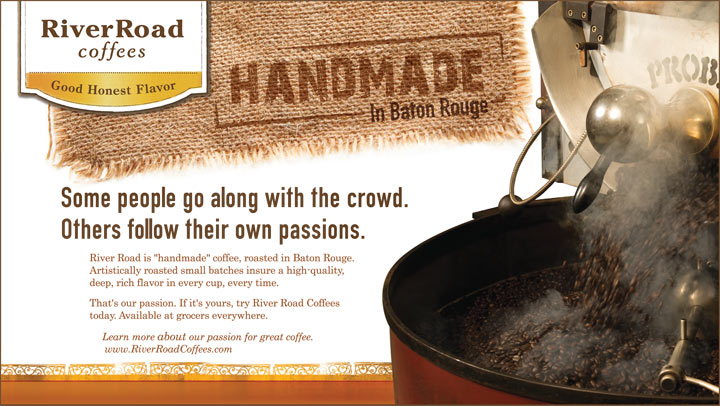 RiverRoad
coffees
Good Honest Flavor
HANDMADE
In Baton Rouge
PROB
Some people go along with the crowd.
Others follow their own passions.
River Road is "handmade" coffee, roasted in Baton Rouge.
Artistically roasted small batches insure a high-quality,
deep, rich flavor in every cup, every time.
That's our passion. If it's yours, try River Road Coffees
today. Available at grocers everywhere.
Learn more about our passion for great coffee.
www.RiverRoadCoffees.com